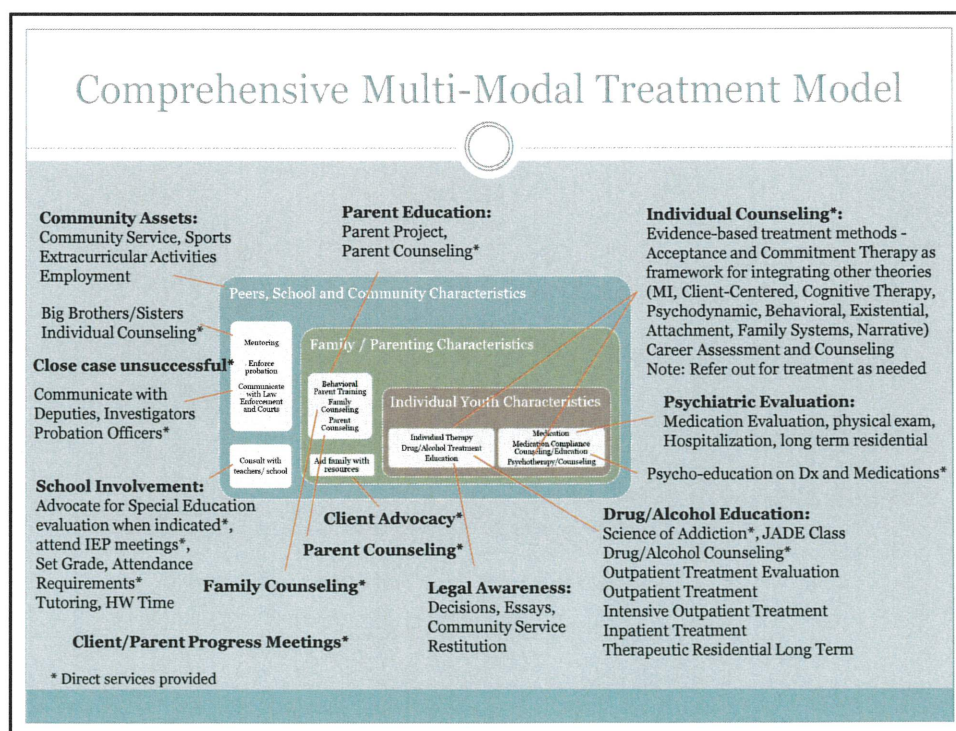 Comprehensive Multi-Modal Treatment Model
Community Assets:
Community Service, Sports
Extracurricular Activities
Employment
Big Brothers/Sisters
Individual Counseling*
Close case unsuccessful*
Communicate with
Deputies, Investigators
Probation Officers*
School Involvement:
Advocate for Special Education
evaluation when indicated*,
attend IEP meetings*,
Set Grade, Attendance
Requirements*
Tutoring, HW Time
Client/Parent Progress Meetings*
* Direct services provided
Parent Education:
Parent Project,
Parent Counseling*
Peers, School and Community Characteristics
Mentoring
Enforce
probation
Communicate
with Law
Enforcement
and Courts
Consult with
teachers/ school
Family / Parenting Characteristics
Behavioral
Parent Training
Family
Counseling
Parent
Counseling
Aid family with
resources
Individual Youth Characteristics
Individual Therapy
Drug/Alcohol Treatment
Education
Medication
Medication Compliance
Counseling/Education
Psychotherapy/Counseling
Client Advocacy*
Parent Counseling*
Family Counseling*
Legal Awareness:
Decisions, Essays,
Community Service
Restitution
Individual Counseling*:
Evidence-based treatment methods -
Acceptance and Commitment Therapy as
framework for integrating other theories
(MI, Client-Centered, Cognitive Therapy,
Psychodynamic, Behavioral, Existential,
Attachment, Family Systems, Narrative)
Career Assessment and Counseling
Note: Refer out for treatment as needed
Psychiatric Evaluation:
Medication Evaluation, physical exam,
Hospitalization, long term residential
Psycho-education on Dx and Medications*
Drug/Alcohol Education:
Science of Addiction*, JADE Class
Drug/Alcohol Counseling*
Outpatient Treatment Evaluation
Outpatient Treatment
Intensive Outpatient Treatment
Inpatient Treatment
Therapeutic Residential Long Term